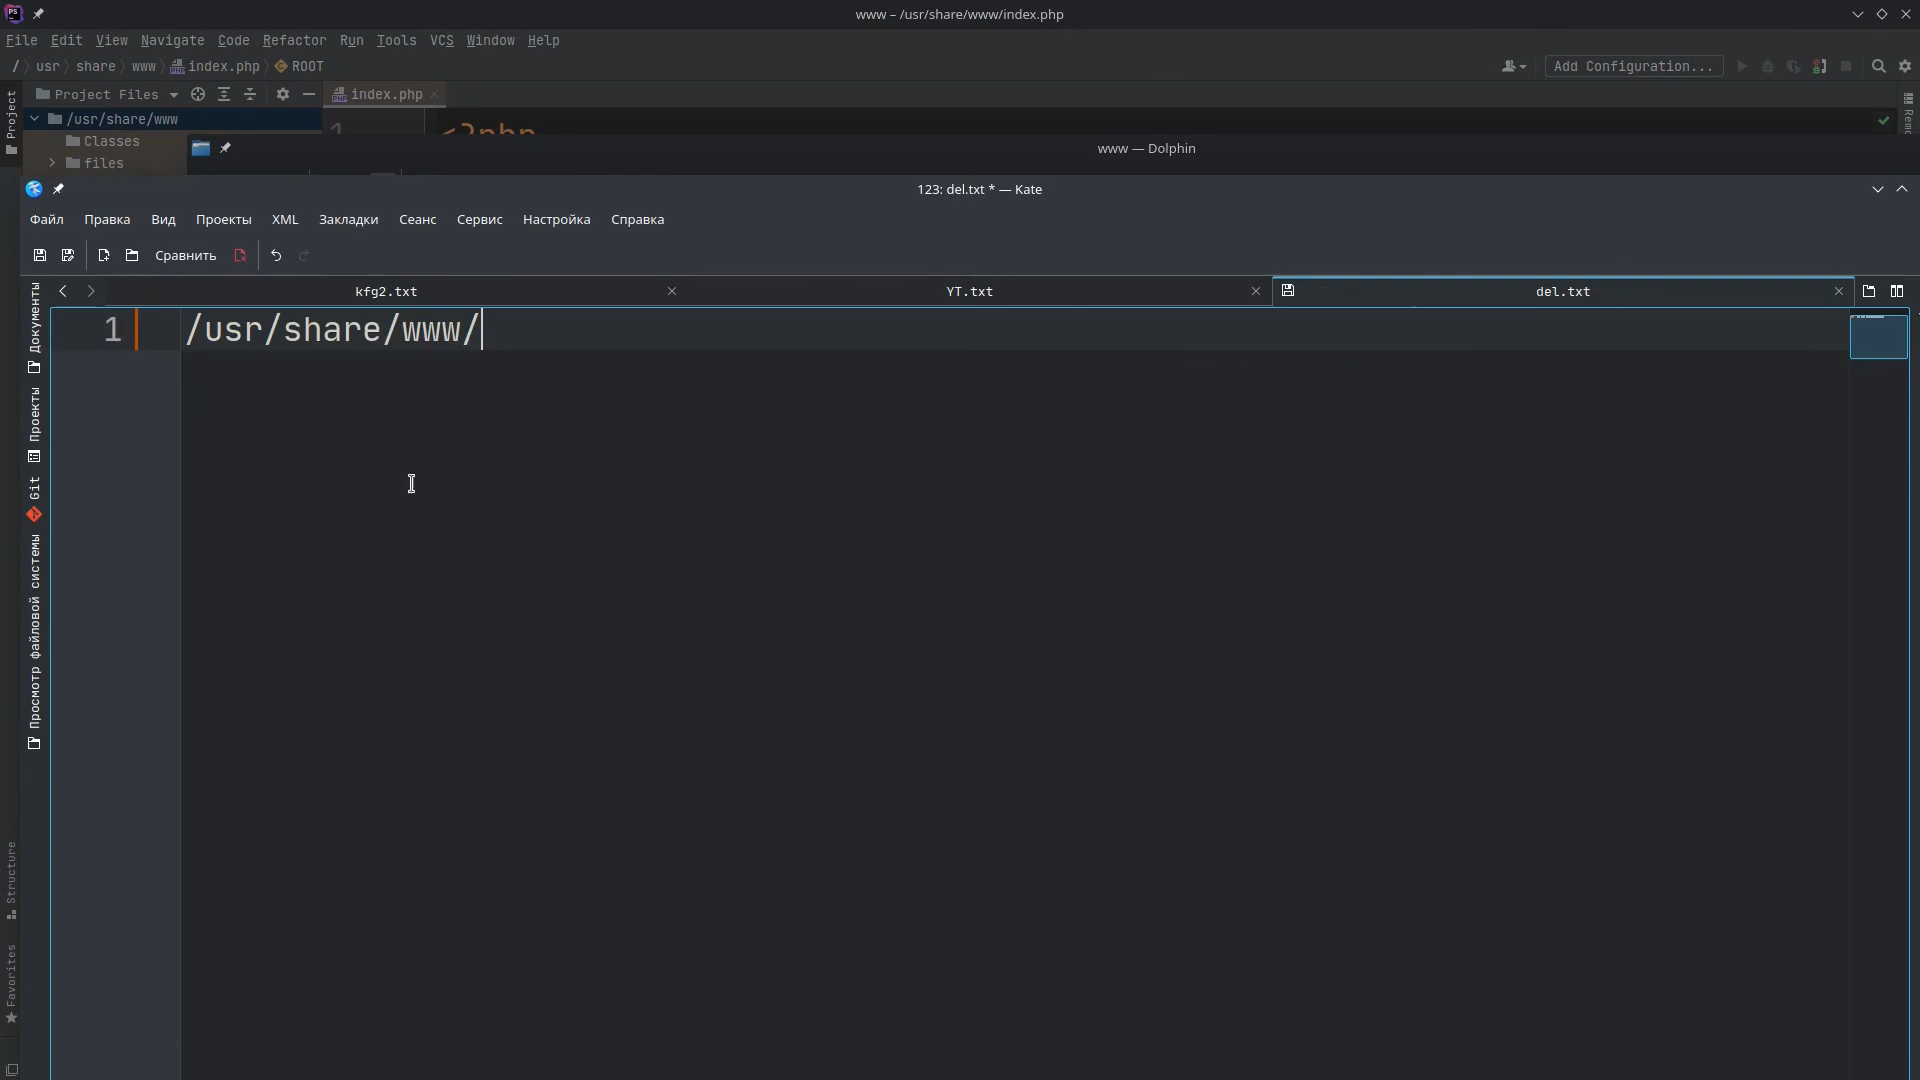 PS
www – /usr/share/www/index.php
File Edit View Navigate Code Refactor Run Tools VCS Window Help
/ usr share www index.php ROOT
Add Configuration...
Project
Project Files
index.php
/usr/share/www
1
<?php
Classes
files
www — Dolphin
123: del.txt * — Kate
Файл Правка Вид Проекты XML Закладки Сеанс Сервис Настройка Справка
Сравнить
kfg2.txt
YT.txt
del.txt
1 /usr/share/www/
Документы
Проекты
Git
Просмотр файловой системы
Structure
Favorites